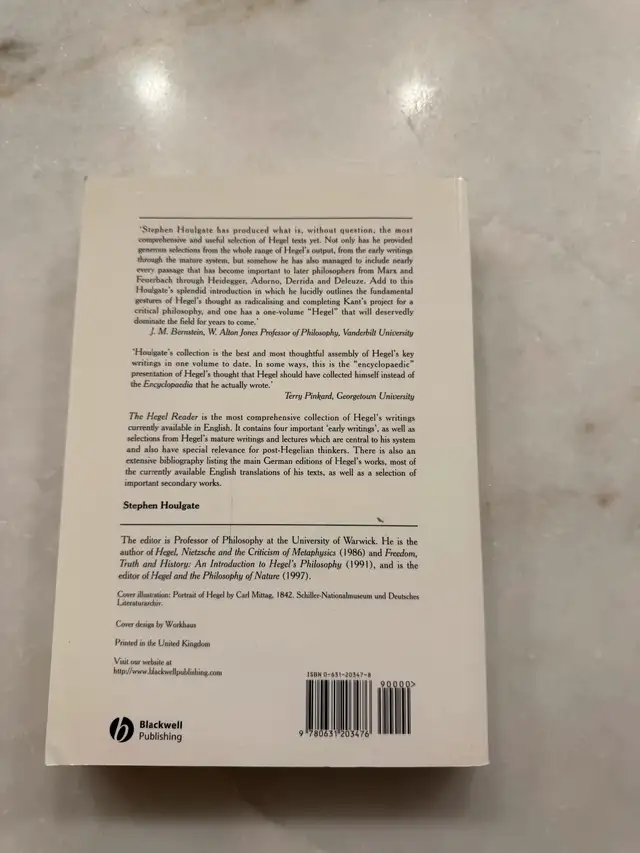 'Stephen Houlgate has produced what is, without question, the most
comprehensive and useful selection of Hegel texts yet. Not only has he provided
generous selections from the whole range of Hegel's output, from the early writings
through the mature system, but somehow he has also managed to include nearly
every passage that has become important to later philosophers from Marx and
Feuerbach through Heidegger, Adorno, Derrida and Deleuze. Add to this
Houlgate's splendid introduction in which he lucidly outlines the fundamental
gestures of Hegel's thought as radicalising and completing Kant's project for a
critical philosophy, and one has a one-volume "Hegel" that will deservedly
dominate the field for years to come.'
J. M. Bernstein, W. Alton Jones Professor of Philosophy, Vanderbilt University
'Houlgate's collection is the best and most thoughtful assembly of Hegel's key
writings in one volume to date. In some ways, this is the "encyclopaedic"
presentation of Hegel's thought that Hegel should have collected himself instead of
the Encyclopaedia that he actually wrote.'
Terry Pinkard, Georgetown University
The Hegel Reader is the most comprehensive collection of Hegel's writings
currently available in English. It contains four important 'early writings', as well as
selections from Hegel's mature writings and lectures which are central to his system
and also have special relevance for post-Hegelian thinkers. There is also an
extensive bibliography listing the main German editions of Hegel's works, most of
the currently available English translations of his texts, as well as a selection of
important secondary works.
Stephen Houlgate
The editor is Professor of Philosophy at the University of Warwick. He is the
author of Hegel, Nietzsche and the Criticism of Metaphysics (1986) and Freedom,
Truth and History: An Introduction to Hegel's Philosophy (1991), and is the
editor of Hegel and the Philosophy of Nature (1997).
Cover illustration: Portrait of Hegel by Carl Mittag, 1842. Schiller-Nationalmuseum und Deutsches
Literaturarchiv.
Cover design by Workhaus
Printed in the United Kingdom
Visit our website at
http://www.blackwellpublishing.com
ISBN 0-631-20347-8
90000>
9 780631 203476
b Blackwell
Publishing